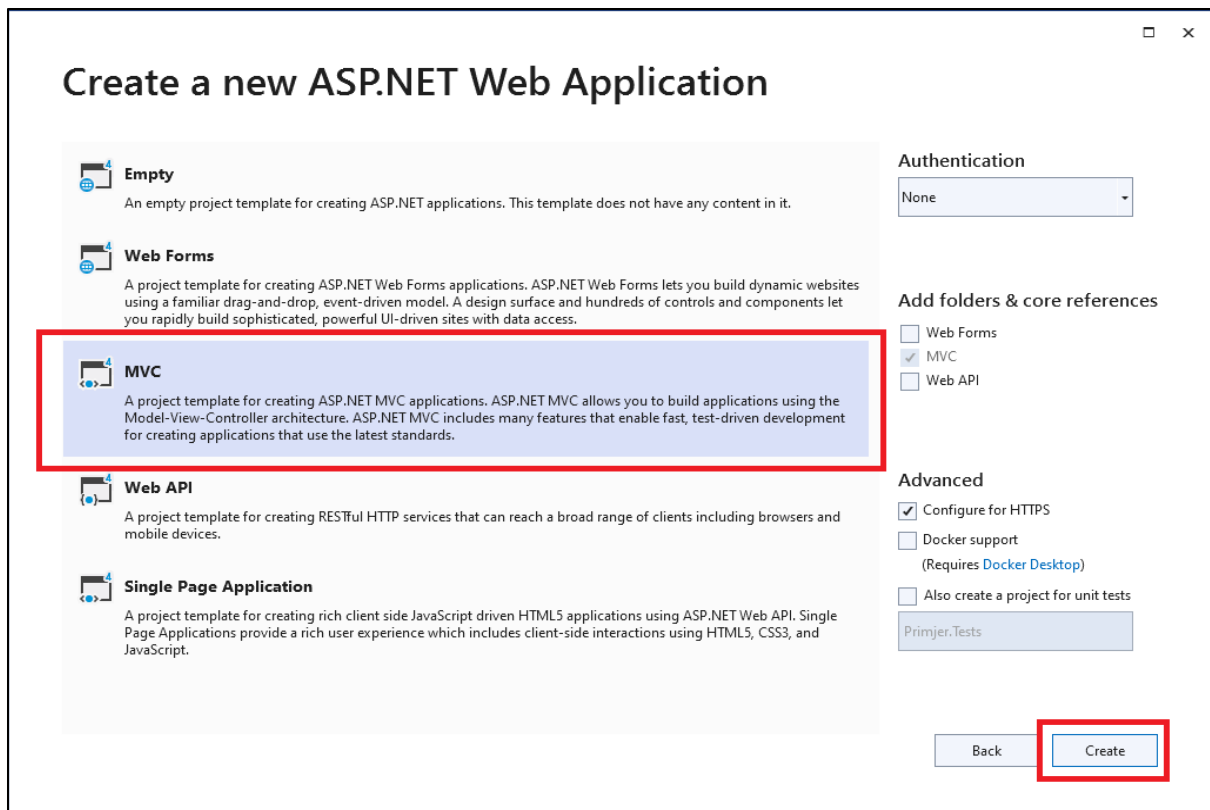 Create a new ASP.NET Web Application
Empty
An empty project template for creating ASP.NET applications. This template does not have any content in it.
Web Forms
A project template for creating ASP.NET Web Forms applications. ASP.NET Web Forms lets you build dynamic websites
using a familiar drag-and-drop, event-driven model. A design surface and hundreds of controls and components let
you rapidly build sophisticated, powerful UI-driven sites with data access.
MVC
A project template for creating ASP.NET MVC applications. ASP.NET MVC allows you to build applications using the
Model-View-Controller architecture. ASP.NET MVC includes many features that enable fast, test-driven development
for creating applications that use the latest standards.
Web API
A project template for creating RESTful HTTP services that can reach a broad range of clients including browsers and
mobile devices.
Single Page Application
A project template for creating rich client side JavaScript driven HTML5 applications using ASP.NET Web API. Single
Page Applications provide a rich user experience which includes client-side interactions using HTML5, CSS3, and
JavaScript.
Authentication
None
Add folders & core references
Web Forms
MVC
Web API
Advanced
Configure for HTTPS
Docker support
(Requires Docker Desktop)
Also create a project for unit tests
Primjer.Tests
Back
Create